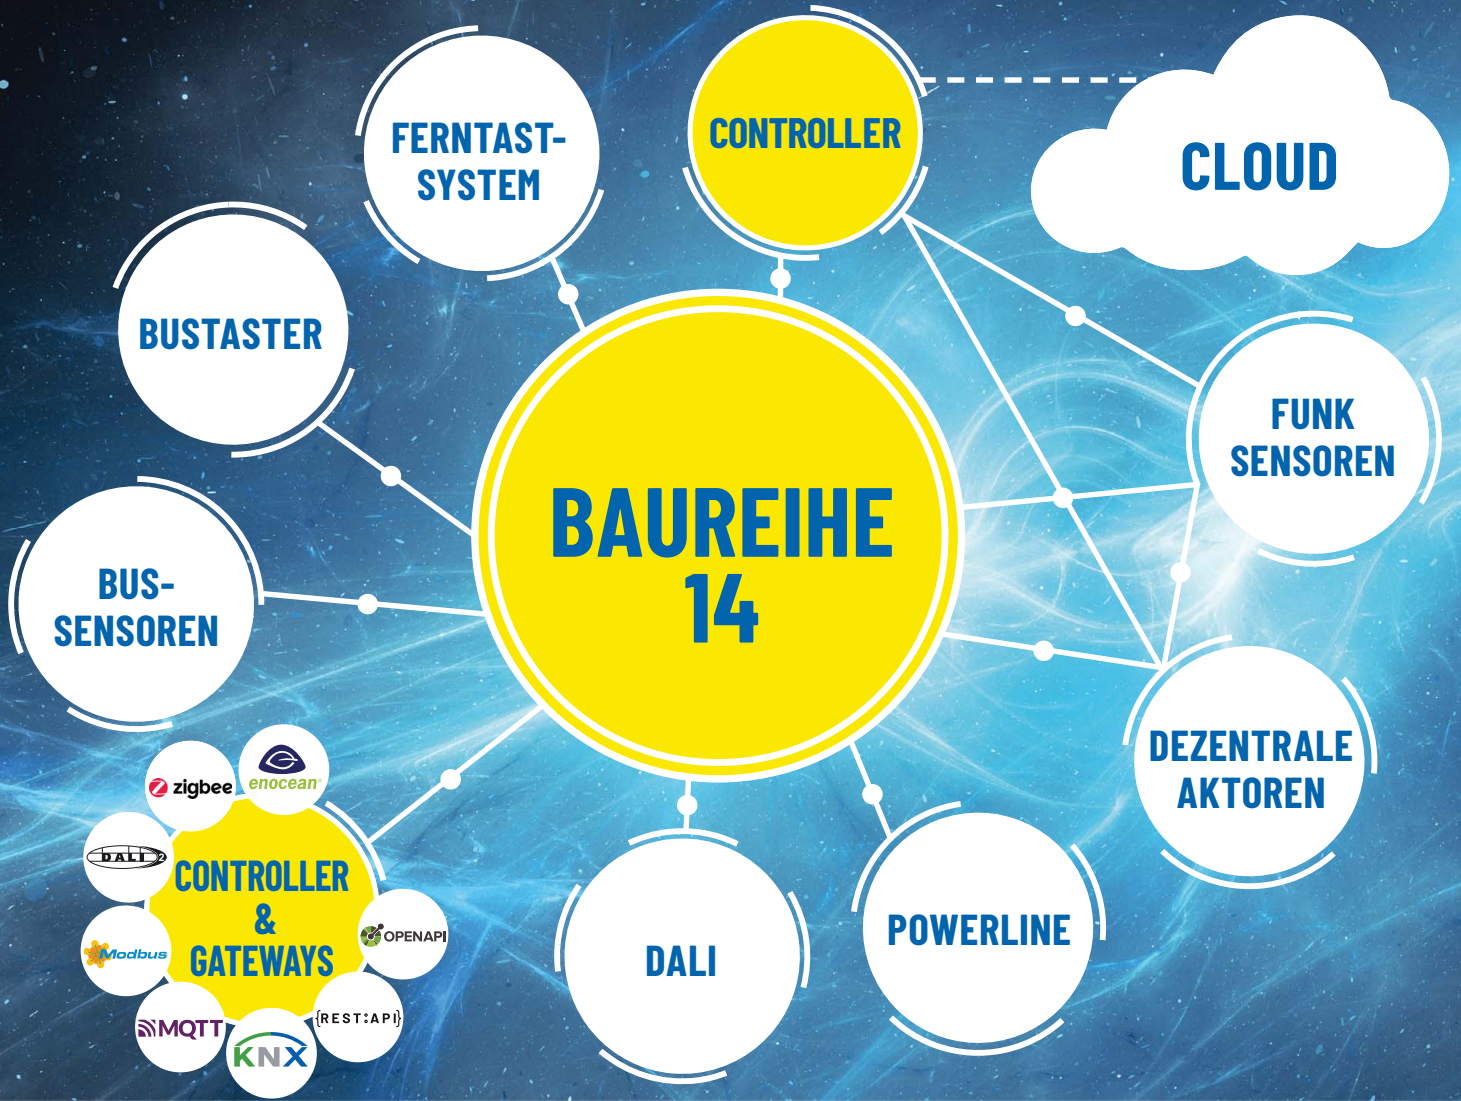 FERNTAST-
SYSTEM
CONTROLLER
CLOUD
BUSTASTER
FUNK
SENSOREN
BAUREIHE
14
BUS-
SENSOREN
DEZENTRALE
AKTOREN
zigbee
enocean®
DALI 2
CONTROLLER
&
GATEWAYS
Modbus
OPENAPI
MQTT
{REST:API}
KNX
DALI
POWERLINE